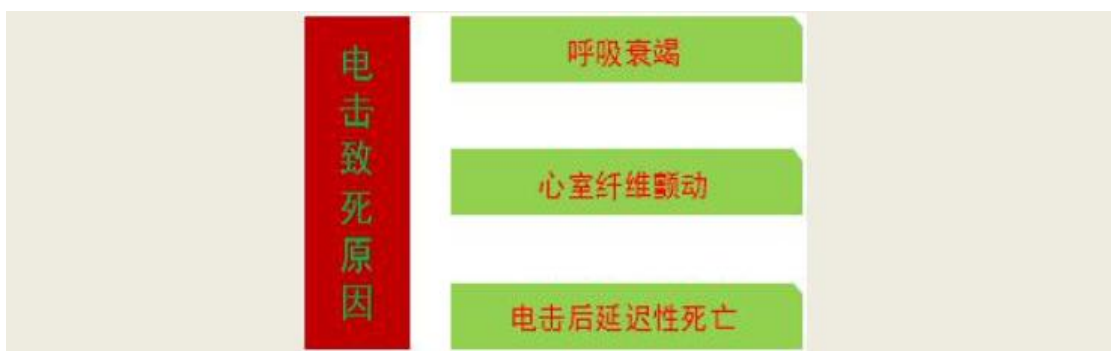 电击致死原因
呼吸衰竭
心室纤维颤动
电击后延迟性死亡